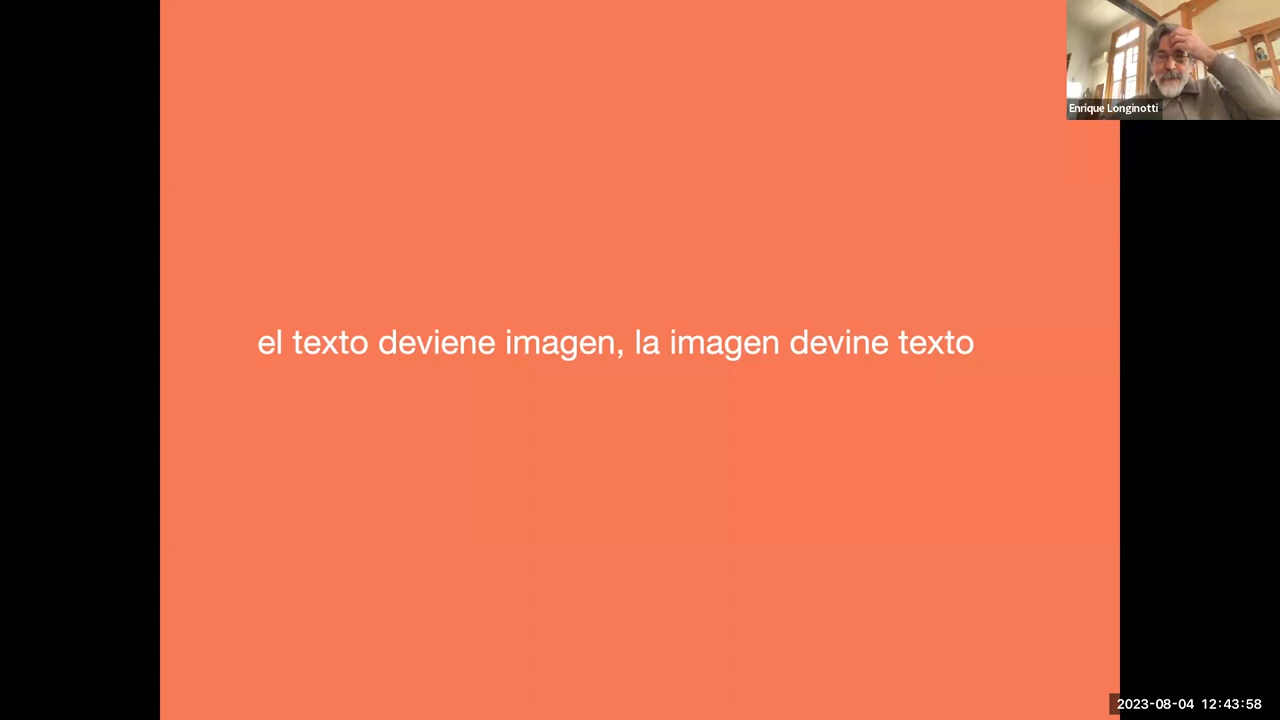 Enrique Longinotti
el texto deviene imagen, la imagen devine texto
2023-08-04 12:43:58